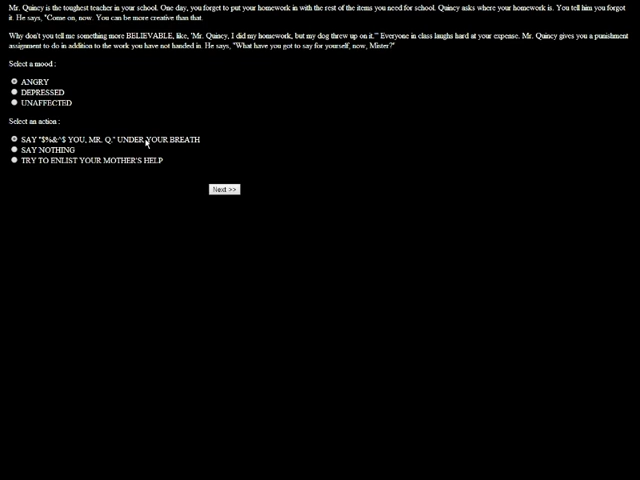 Mr. Quincy is the toughest teacher in your school. One day, you forget to put your homework in with the rest of the items you need for school. Quincy asks where your homework is. You tell him you forgot
it. He says, "Come on, now. You can be more creative than that.
Why don't you tell me something more BELIEVABLE, like, 'Mr. Quincy, I did my homework, but my dog threw up on it.'" Everyone in class laughs hard at your expense. Mr. Quincy gives you a punishment
assignment to do in addition to the work you have not handed in. He says, "What have you got to say for yourself, now, Mister?"
Select a mood :
ANGRY
DEPRESSED
UNAFFECTED
Select an action :
SAY "$%&^$ YOU, MR. Q." UNDER YOUR BREATH
SAY NOTHING
TRY TO ENLIST YOUR MOTHER'S HELP
Next >>